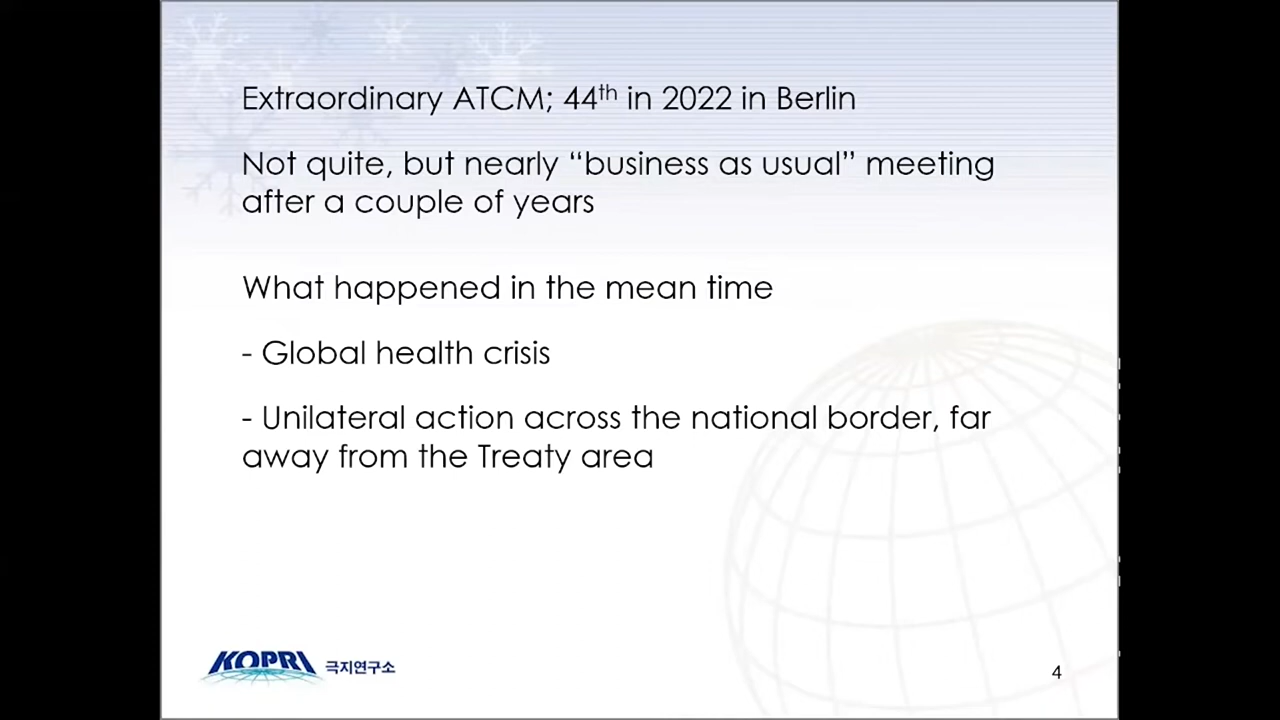 Extraordinary ATCM; 44th in 2022 in Berlin
Not quite, but nearly “business as usual” meeting
after a couple of years
What happened in the mean time
- Global health crisis
- Unilateral action across the national border, far
away from the Treaty area
KOPRI 극지연구소
4